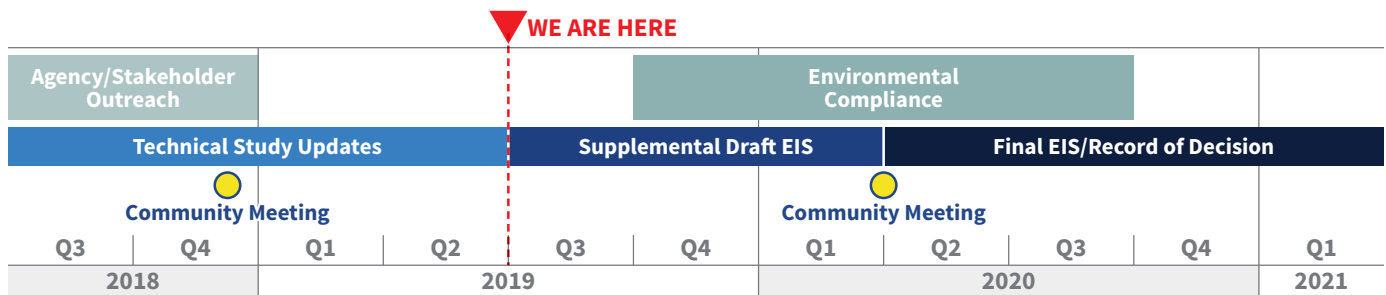 WE ARE HERE
Agency/Stakeholder
Outreach
Environmental
Compliance
Technical Study Updates
Supplemental Draft EIS
Final EIS/Record of Decision
Community Meeting
Community Meeting
Q3
Q4
Q1
Q2
Q3
Q4
Q1
Q2
Q3
Q4
Q1
2018
2019
2020
2021